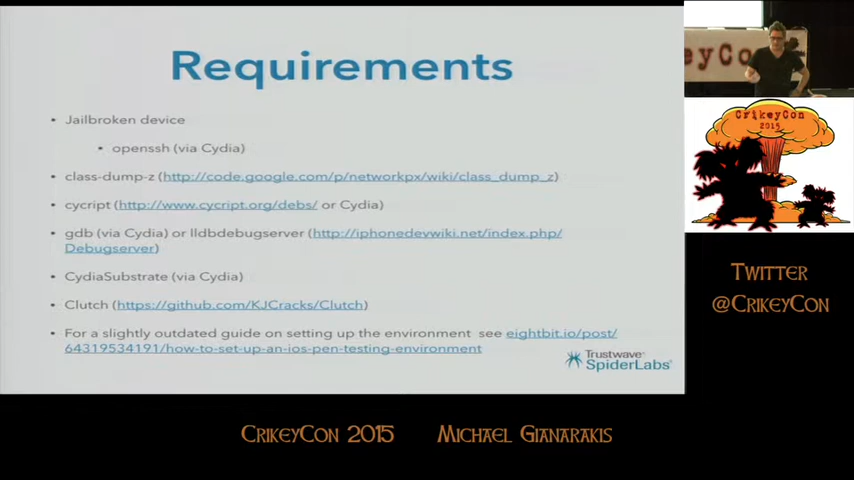 Requirements
• Jailbroken device
• openssh (via Cydia)
• class-dump-z (http://code.google.com/p/networkpx/wiki/class_dump_z)
• cycript (http://www.cycript.org/debs/ or Cydia)
• gdb (via Cydia) or lldbdebugserver (http://iphonedevwiki.net/index.php/
Debugserver)
• CydiaSubstrate (via Cydia)
• Clutch (https://github.com/KJCracks/Clutch)
• For a slightly outdated guide on setting up the environment see eightbit.io/post/
64319534191/how-to-set-up-an-ios-pen-testing-environment
Trustwave®
SpiderLabs®
eyCo
CrikeyCon
2015
Twitter
@CrikeyCon
CrikeyCon 2015 Michael Gianarakis